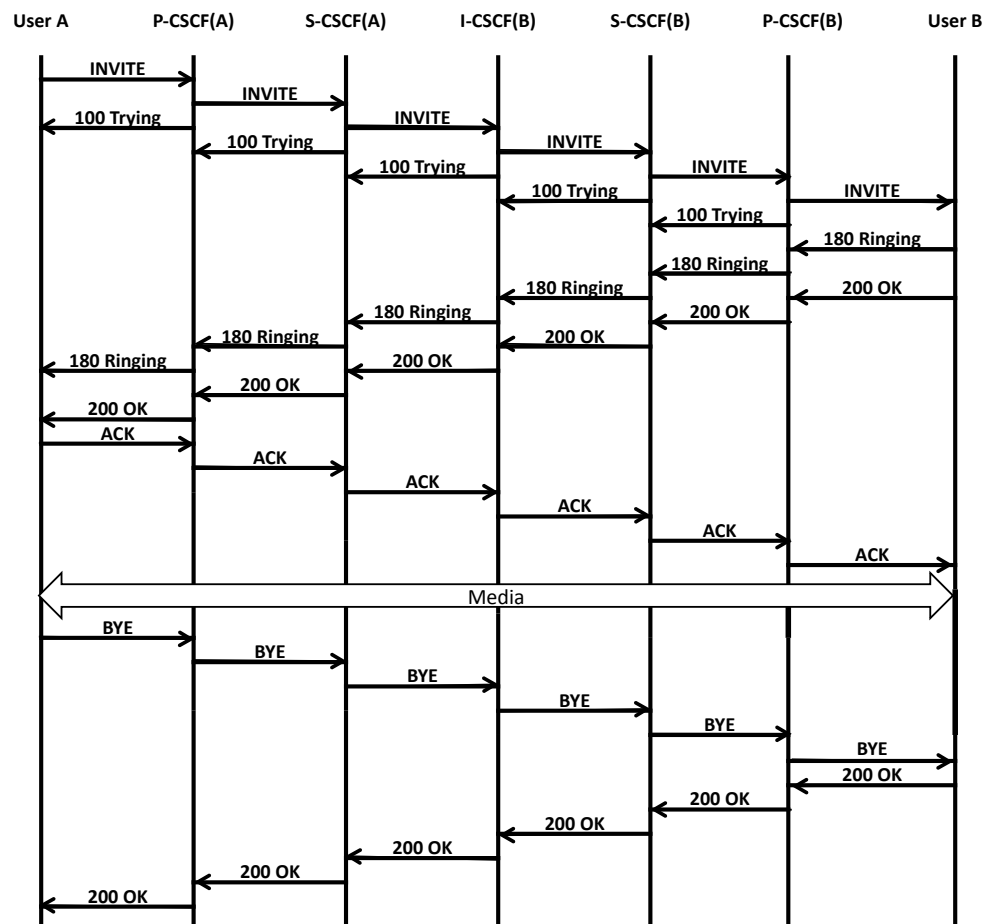 User A P-CSCF(A) S-CSCF(A) I-CSCF(B) S-CSCF(B) P-CSCF(B) User B
INVITE
INVITE
100 Trying INVITE
100 Trying INVITE
100 Trying INVITE
100 Trying INVITE
100 Trying
180 Ringing
180 Ringing
180 Ringing 200 OK
180 Ringing 200 OK
180 Ringing 200 OK
180 Ringing 200 OK
200 OK
200 OK
ACK
ACK
ACK
ACK
ACK
ACK
Media
BYE
BYE
BYE
BYE
BYE
BYE
200 OK
200 OK
200 OK
200 OK
200 OK
200 OK